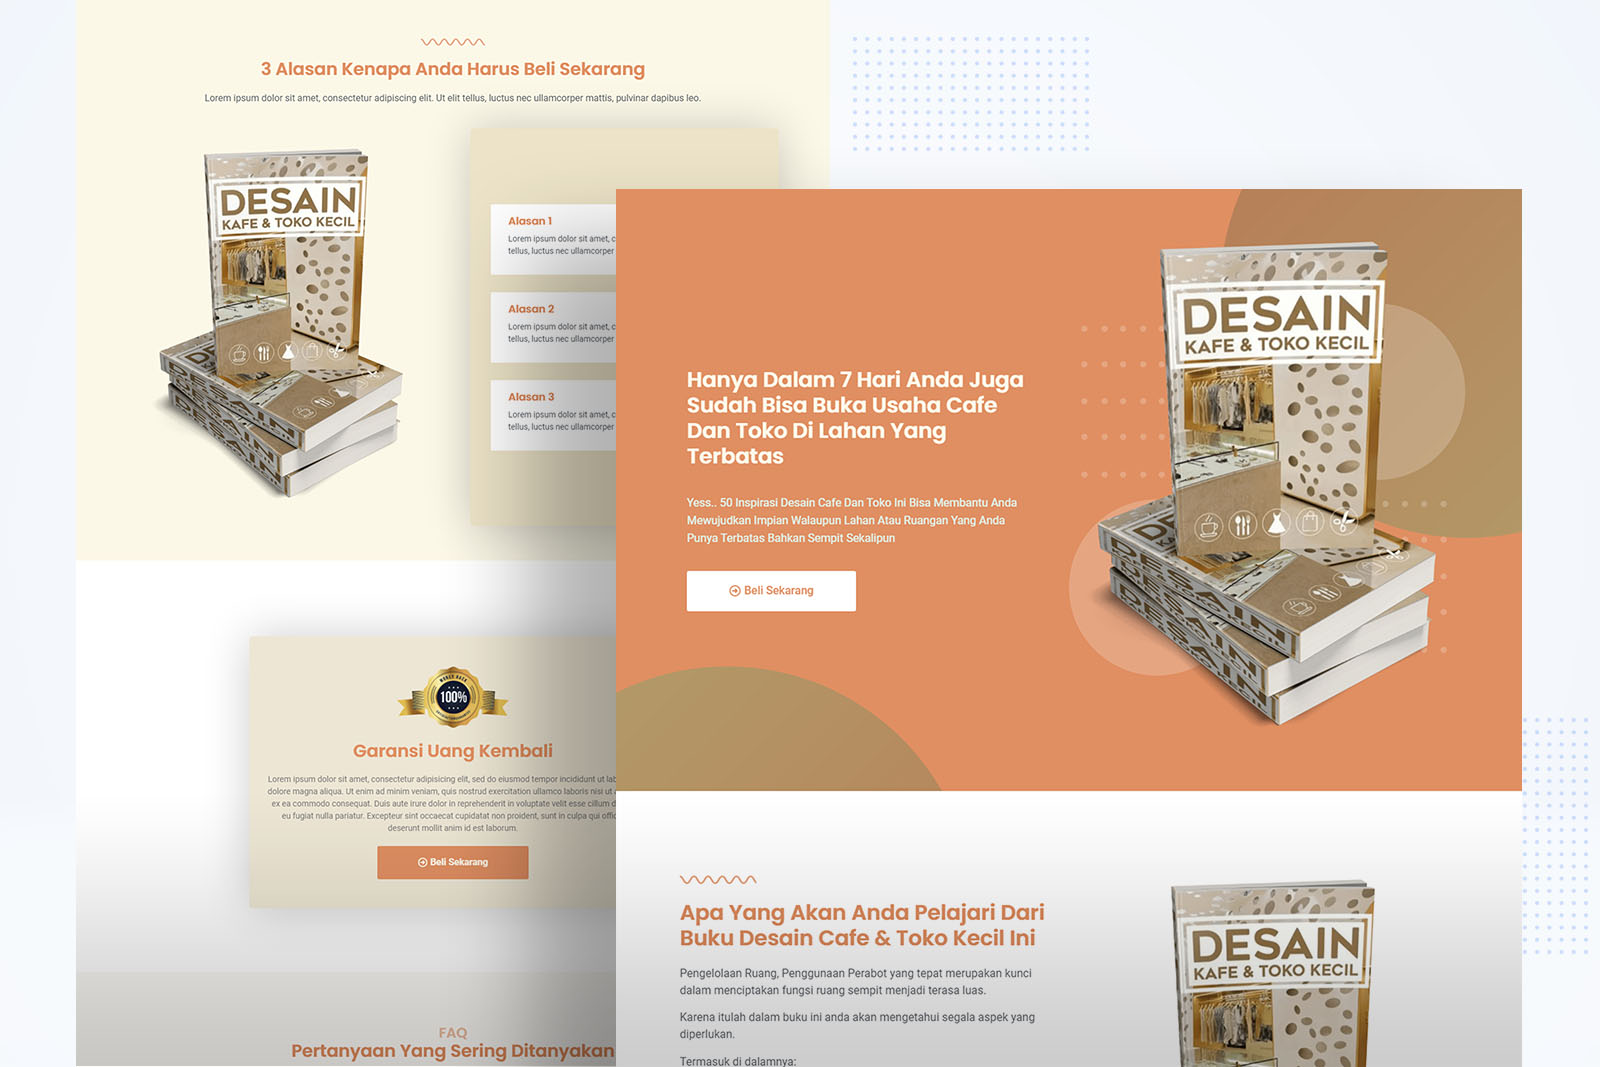 3 Alasan Kenapa Anda Harus Beli Sekarang
Lorem ipsum dolor sit amet, consectetur adipiscing elit. Ut elit tellus, luctus nec ullamcorper mattis, pulvinar dapibus leo.
DESAIN
KAFE & TOKO KECIL
Alasan 1
Lorem ipsum dolor sit amet, c
tellus, luctus nec ullamcorper
Alasan 2
Lorem ipsum dolor sit amet, c
tellus, luctus nec ullamcorper
Alasan 3
Lorem ipsum dolor sit amet, c
tellus, luctus nec ullamcorper
100%
Garansi Uang Kembali
Lorem ipsum dolor sit amet, consectetur adipisicing elit, sed do eiusmod tempor incididunt ut lab
dolore magna aliqua. Ut enim ad minim veniam, quis nostrud exercitation ullamco laboris nisi ut
ex ea commodo consequat. Duis aute irure dolor in reprehenderit in voluptate velit esse cillum d
eu fugiat nulla pariatur. Excepteur sint occaecat cupidatat non proident, sunt in culpa qui offic
deserunt mollit anim id est laborum.
Beli Sekarang
FAQ
Pertanyaan Yang Sering Ditanyakan
Hanya Dalam 7 Hari Anda Juga
Sudah Bisa Buka Usaha Cafe
Dan Toko Di Lahan Yang
Terbatas
Yess.. 50 Inspirasi Desain Cafe Dan Toko Ini Bisa Membantu Anda
Mewujudkan Impian Walaupun Lahan Atau Ruangan Yang Anda
Punya Terbatas Bahkan Sempit Sekalipun
Beli Sekarang
DESAIN
KAFE & TOKO KECIL
Apa Yang Akan Anda Pelajari Dari
Buku Desain Cafe & Toko Kecil Ini
Pengelolaan Ruang, Penggunaan Perabot yang tepat merupakan kunci
dalam menciptakan fungsi ruang sempit menjadi terasa luas.
Karena itulah dalam buku ini anda akan mengetahui segala aspek yang
diperlukan.
Termasuk di dalamnya:
DESAIN
KAFE & TOKO KECIL